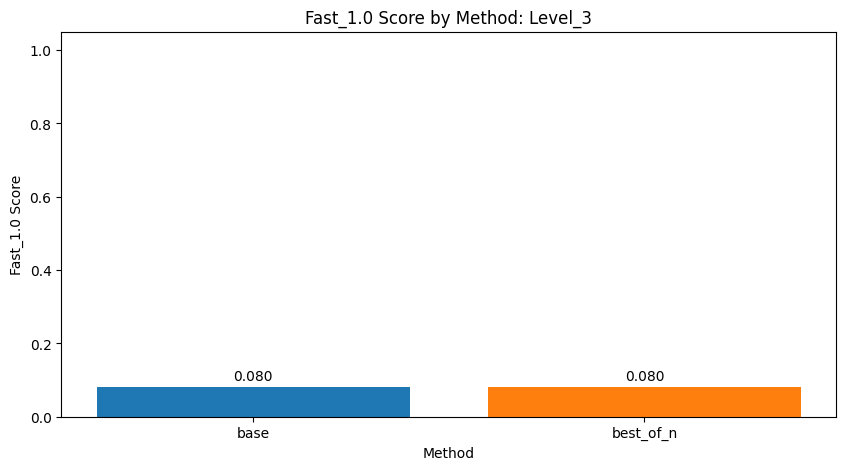 Fast_1.0 Score by Method: Level_3
Fast_1.0 Score
1.0
0.8
0.6
0.4
0.2
0.0
0.080
0.080
base
best_of_n
Method